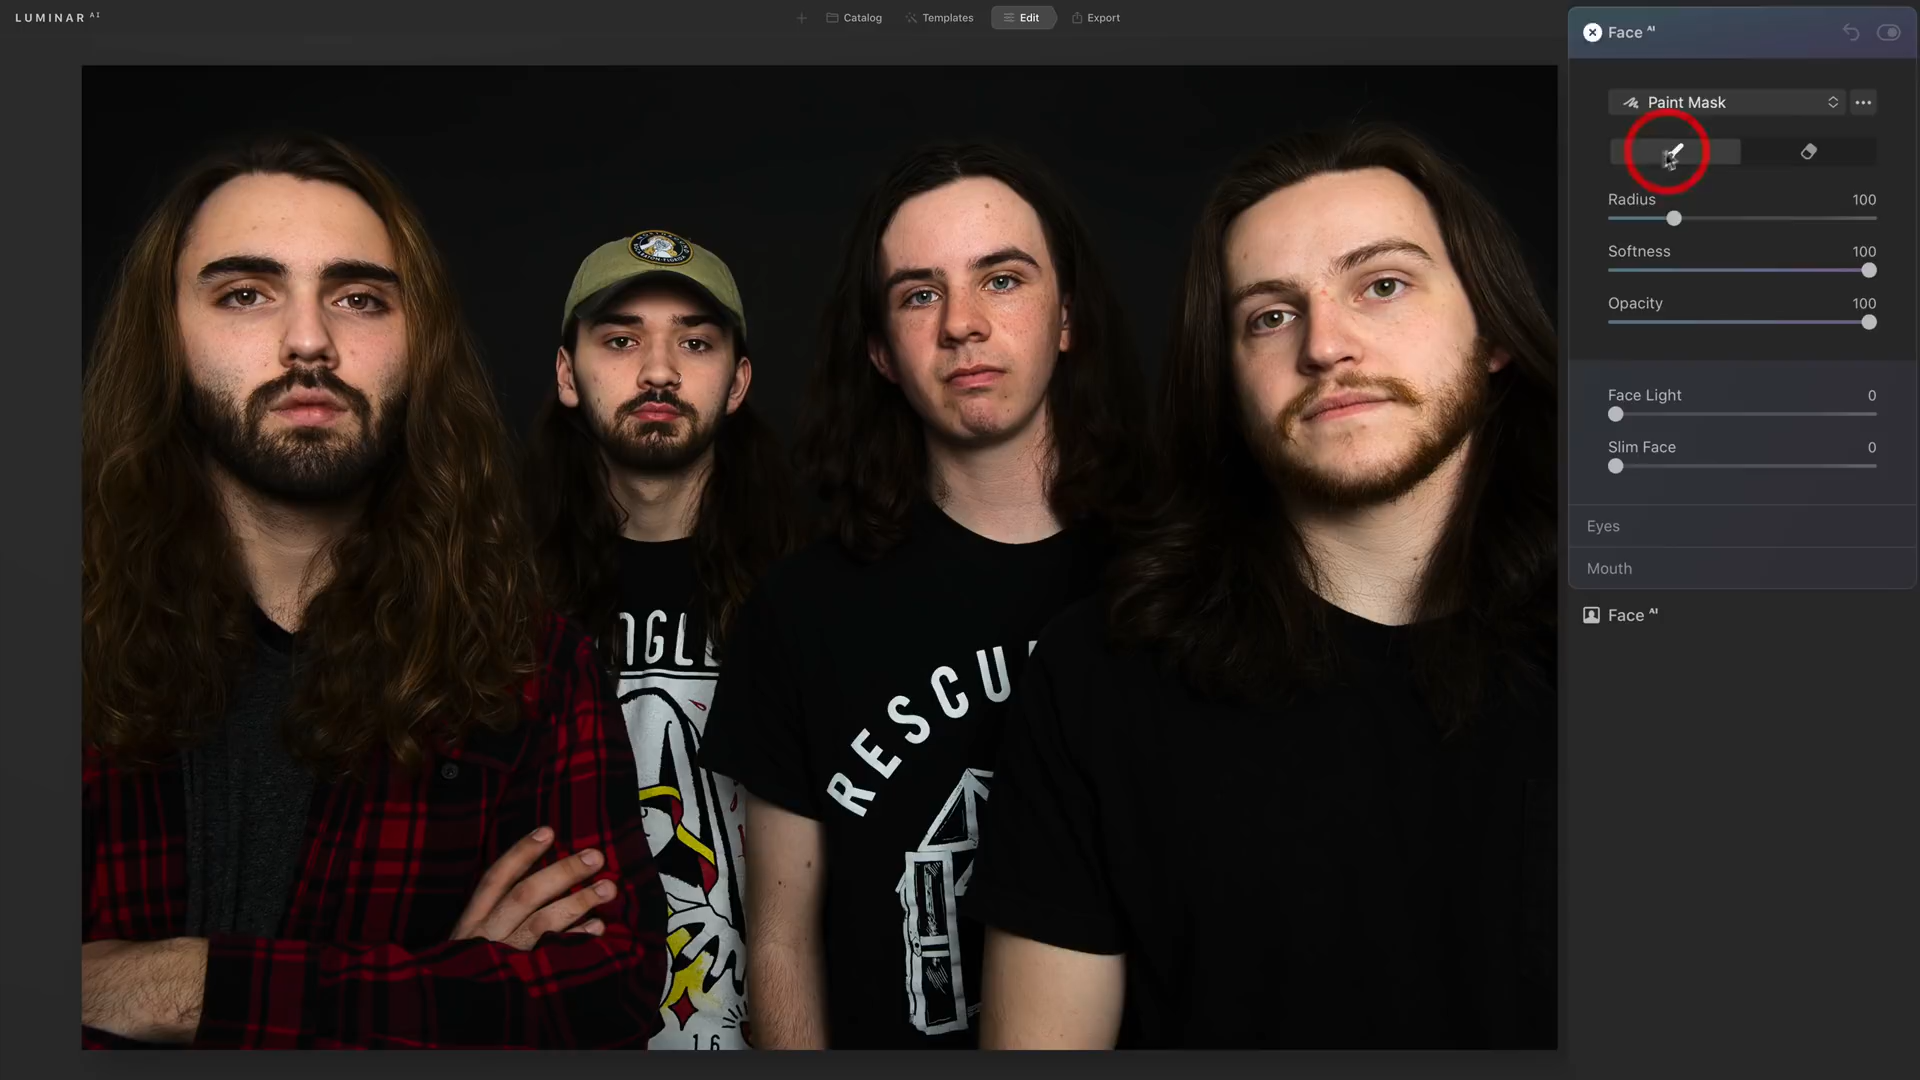 LUMINAR AI
Catalog
Templates
Edit
Export
Face AI
Paint Mask
Radius 100
Softness 100
Opacity 100
Face Light 0
Slim Face 0
Eyes
Mouth
Face AI
RESCU
16